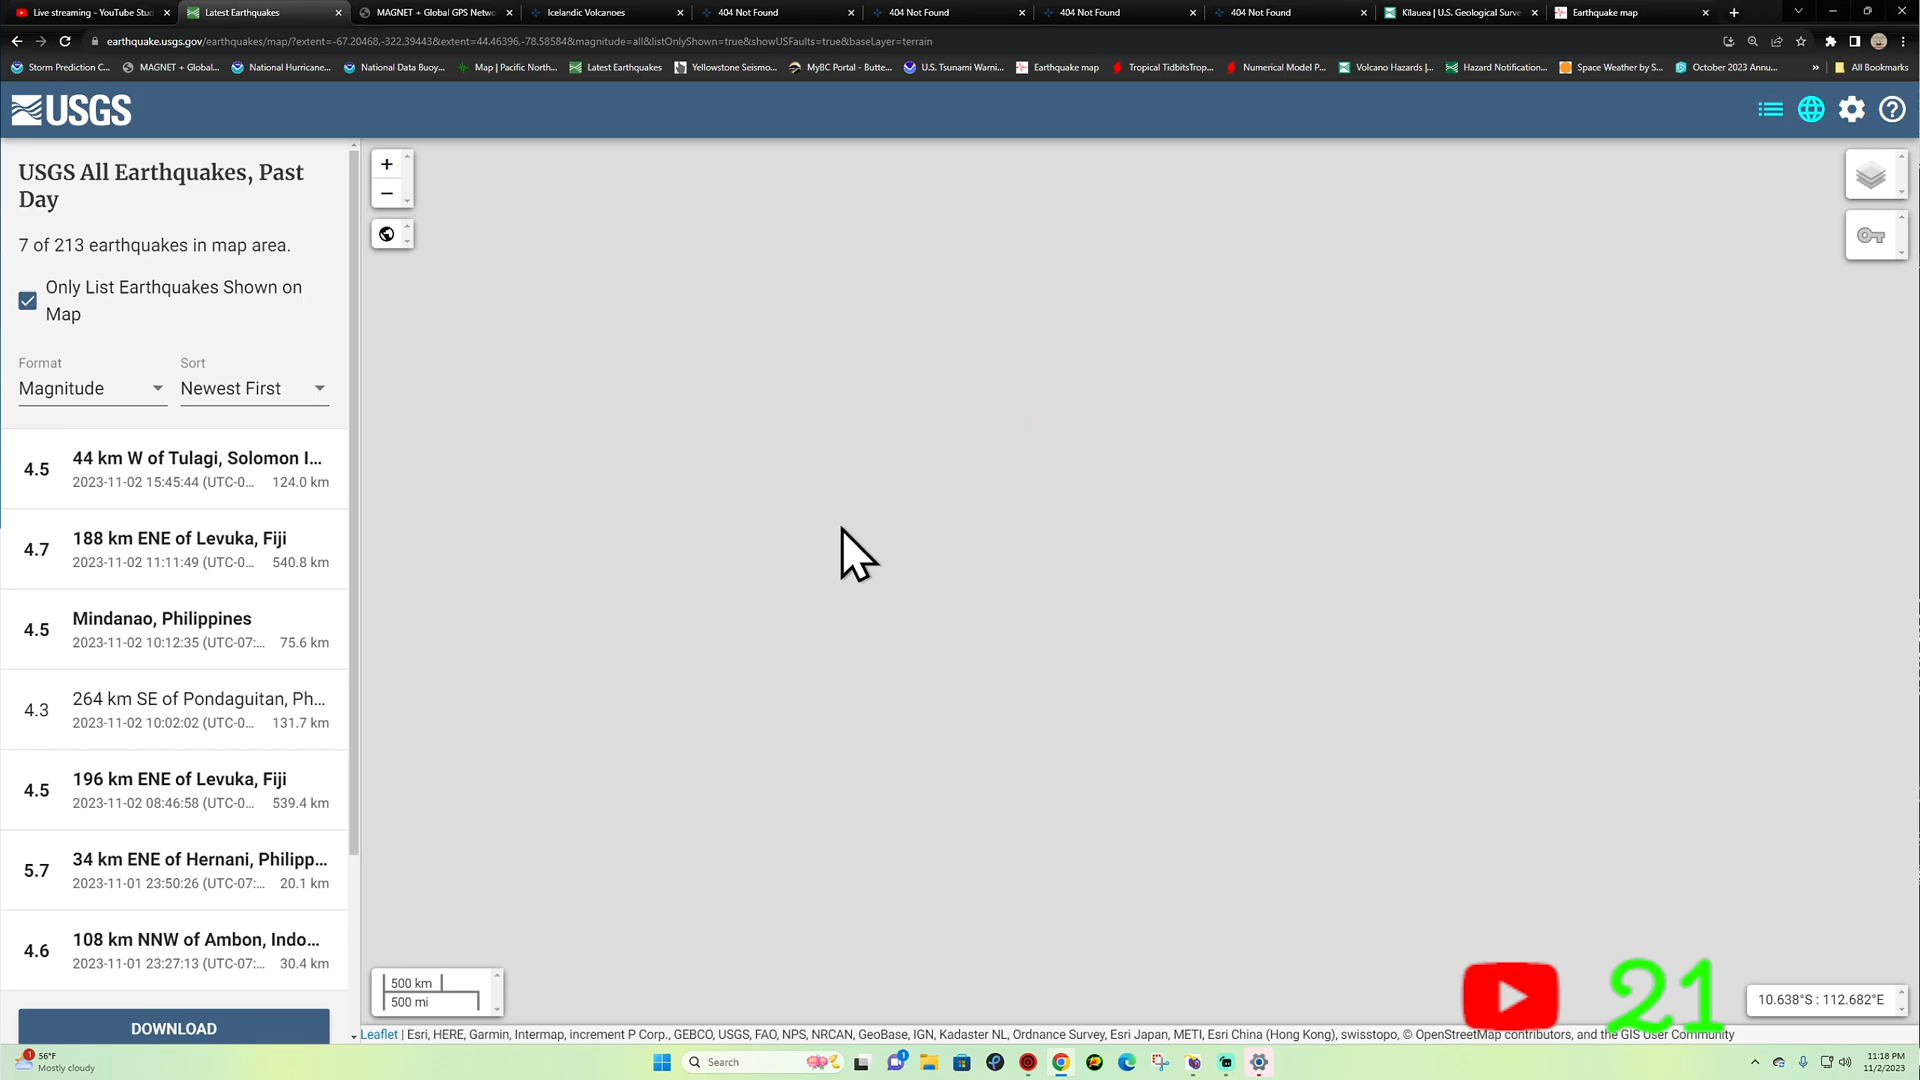 Live streaming - YouTube Stud
Latest Earthquakes
MAGNET + Global GPS Netwo
Icelandic Volcanoes
404 Not Found
404 Not Found
404 Not Found
404 Not Found
Kīlauea | U.S. Geological Surve
Earthquake map
earthquake.usgs.gov/earthquakes/map/?extent=-67.20468,-322.39443&extent=44.46396,-78.58584&magnitude=all&listOnlyShown=true&showUSFaults=true&baseLayer=terrain
Storm Prediction C...
MAGNET + Global...
National Hurricane...
National Data Buoy...
Map | Pacific North...
Latest Earthquakes
Yellowstone Seismo...
MyBC Portal - Butte...
U.S. Tsunami Warni...
Earthquake map
Tropical TidbitsTrop...
Numerical Model P...
Volcano Hazards |...
Hazard Notification...
Space Weather by S...
October 2023 Annu...
»
All Bookmarks
USGS
USGS All Earthquakes, Past
Day
7 of 213 earthquakes in map area.
Only List Earthquakes Shown on
Map
Format
Sort
Magnitude
Newest First
4.5
44 km W of Tulagi, Solomon I...
2023-11-02 15:45:44 (UTC-0... 124.0 km
4.7
188 km ENE of Levuka, Fiji
2023-11-02 11:11:49 (UTC-0... 540.8 km
4.5
Mindanao, Philippines
2023-11-02 10:12:35 (UTC-07:... 75.6 km
4.3
264 km SE of Pondaguitan, Ph...
2023-11-02 10:02:02 (UTC-0... 131.7 km
4.5
196 km ENE of Levuka, Fiji
2023-11-02 08:46:58 (UTC-0... 539.4 km
5.7
34 km ENE of Hernani, Philipp...
2023-11-01 23:50:26 (UTC-07:... 20.1 km
4.6
108 km NNW of Ambon, Indo...
2023-11-01 23:27:13 (UTC-07:... 30.4 km
DOWNLOAD
+
−
500 km
500 mi
21
10.638°S : 112.682°E
Leaflet | Esri, HERE, Garmin, Intermap, increment P Corp., GEBCO, USGS, FAO, NPS, NRCAN, GeoBase, IGN, Kadaster NL, Ordnance Survey, Esri Japan, METI, Esri China (Hong Kong), swisstopo, © OpenStreetMap contributors, and the GIS User Community
1
56°F
Mostly cloudy
Search
1
11:18 PM
11/2/2023